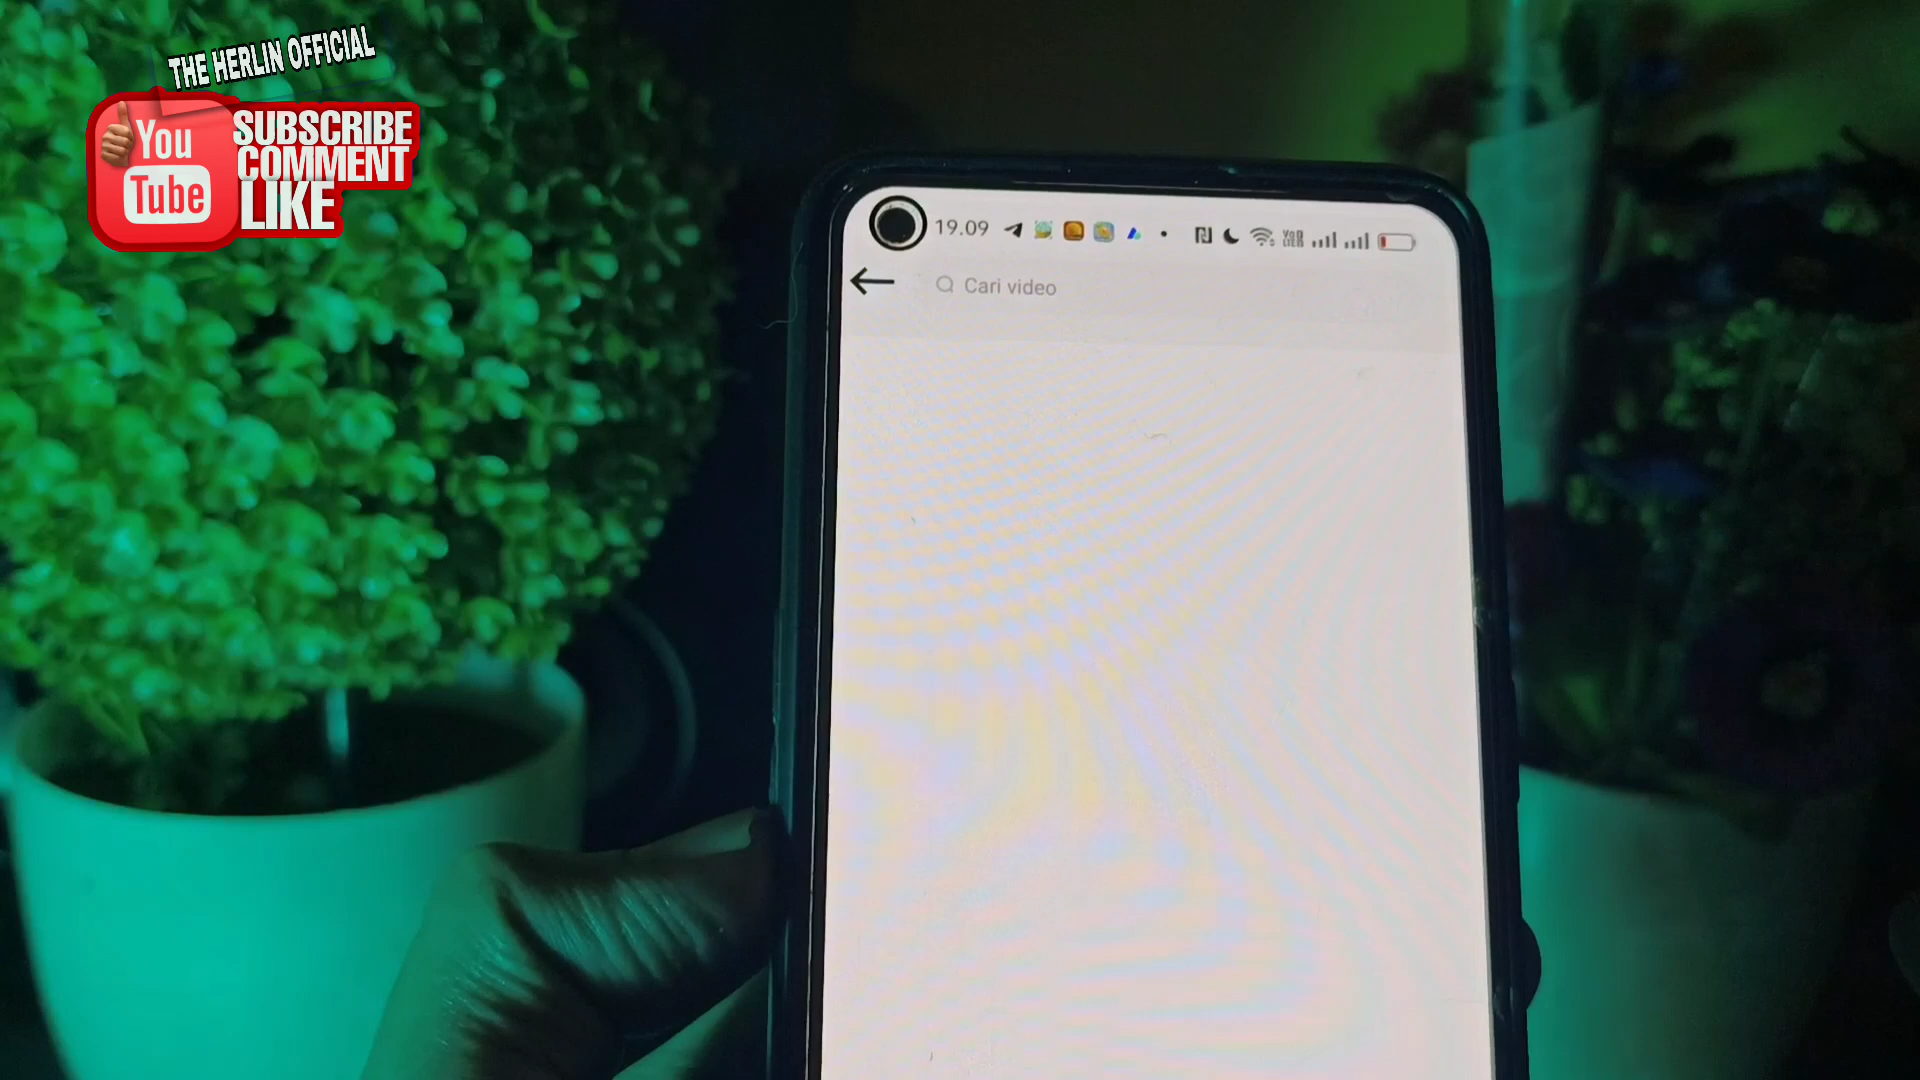 THE HERLIN OFFICIAL
You
Tube
SUBSCRIBE
COMMENT
LIKE
19.09
Cari video